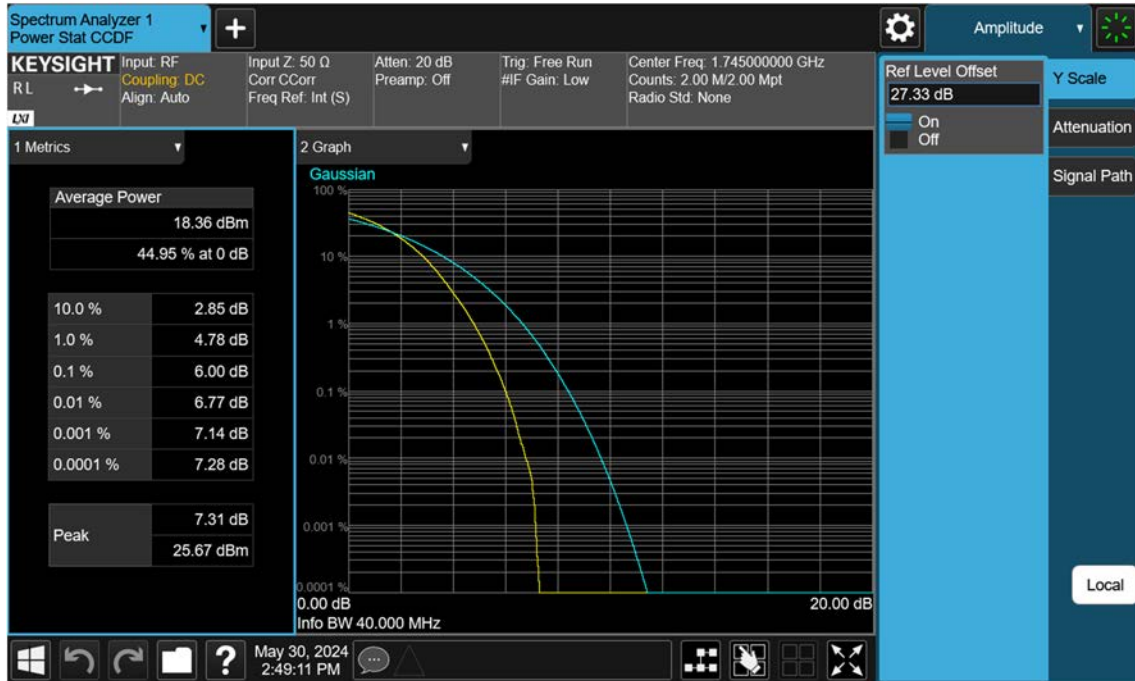 Spectrum Analyzer 1
Power Stat CCDF
Amplitude
KEYSIGHT
R L
LXI
Input: RF
Coupling: DC
Align: Auto
Input Z: 50 Ω
Corr CCorr
Freq Ref: Int (S)
Atten: 20 dB
Preamp: Off
Trig: Free Run
#IF Gain: Low
Center Freq: 1.745000000 GHz
Counts: 2.00 M/2.00 Mpt
Radio Std: None
Ref Level Offset
27.33 dB
On
Off
Y Scale
Attenuation
Signal Path
1 Metrics
Average Power
18.36 dBm
44.95 % at 0 dB
10.0 % 2.85 dB
1.0 % 4.78 dB
0.1 % 6.00 dB
0.01 % 6.77 dB
0.001 % 7.14 dB
0.0001 % 7.28 dB
Peak
7.31 dB
25.67 dBm
2 Graph
Gaussian
100 %
10 %
1 %
0.1 %
0.01 %
0.001 %
0.0001 %
0.00 dB 20.00 dB
Info BW 40.000 MHz
Local
?
May 30, 2024
2:49:11 PM